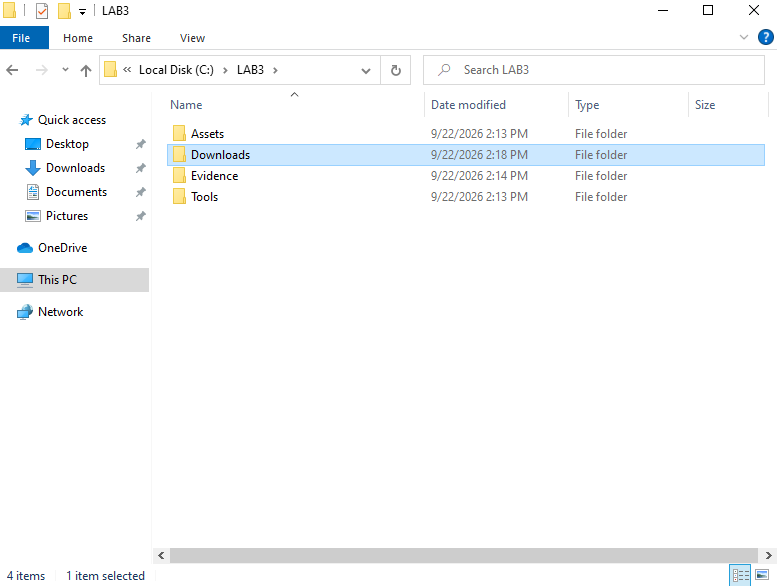 LAB3
File Home Share View
« Local Disk (C:) › LAB3 › Search LAB3
Name Date modified Type Size
Quick access
Desktop
Downloads
Documents
Pictures
OneDrive
This PC
Network
Assets 9/22/2026 2:13 PM File folder
Downloads 9/22/2026 2:18 PM File folder
Evidence 9/22/2026 2:14 PM File folder
Tools 9/22/2026 2:13 PM File folder
4 items 1 item selected